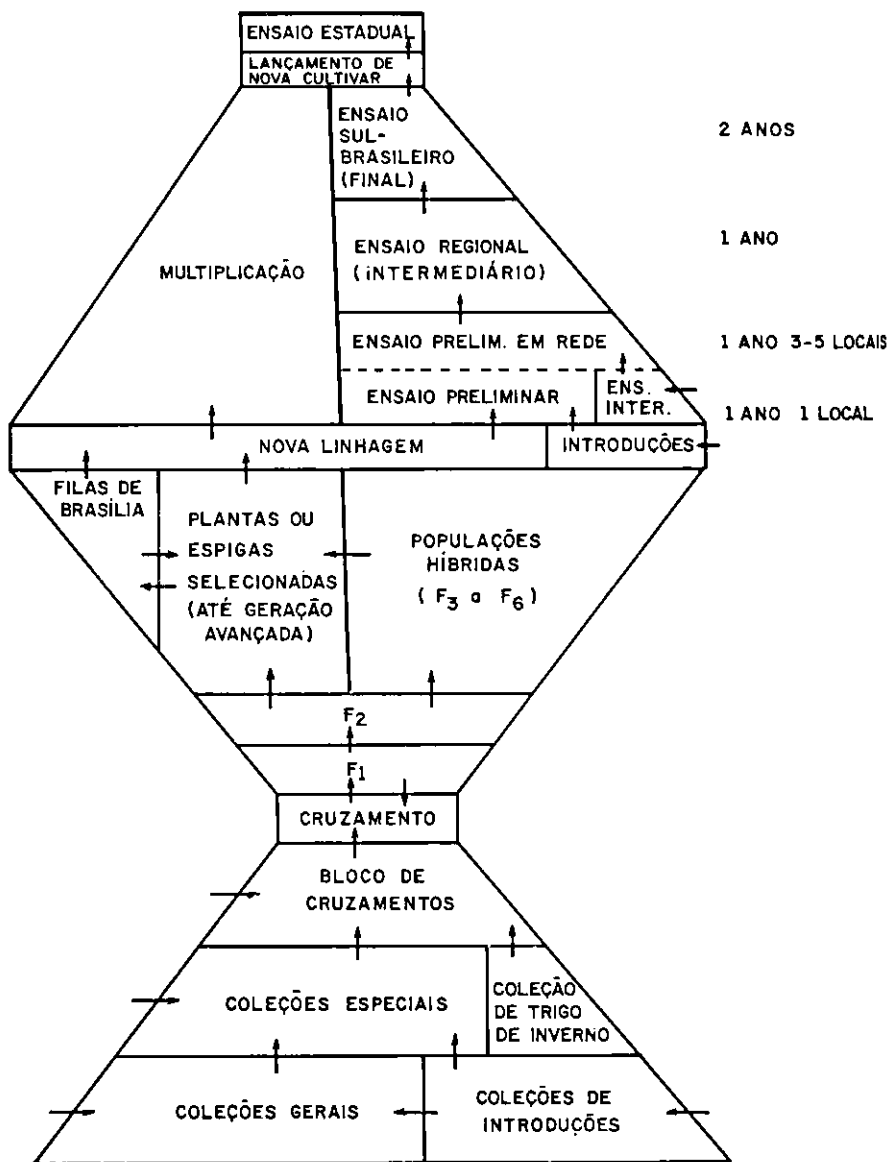 ENSAIO ESTADUAL
LANÇAMENTO DE
NOVA CULTIVAR
ENSAIO
SUL-
BRASILEIRO
(FINAL)
2 ANOS
MULTIPLICAÇÃO
ENSAIO REGIONAL
(INTERMEDIÁRIO)
1 ANO
ENSAIO PRELIM. EM REDE
1 ANO 3-5 LOCAIS
ENSAIO PRELIMINAR
ENS.
INTER.
1 ANO 1 LOCAL
NOVA LINHAGEM
INTRODUÇÕES
FILAS DE
BRASÍLIA
PLANTAS OU
ESPIGAS
SELECIONADAS
(ATÉ GERAÇÃO
AVANÇADA)
POPULAÇÕES
HÍBRIDAS
(F3 a F6)
F2
F1
CRUZAMENTO
BLOCO DE
CRUZAMENTOS
COLEÇÕES ESPECIAIS
COLEÇÃO
DE TRIGO
DE INVERNO
COLEÇÕES GERAIS
COLEÇÕES DE
INTRODUÇÕES